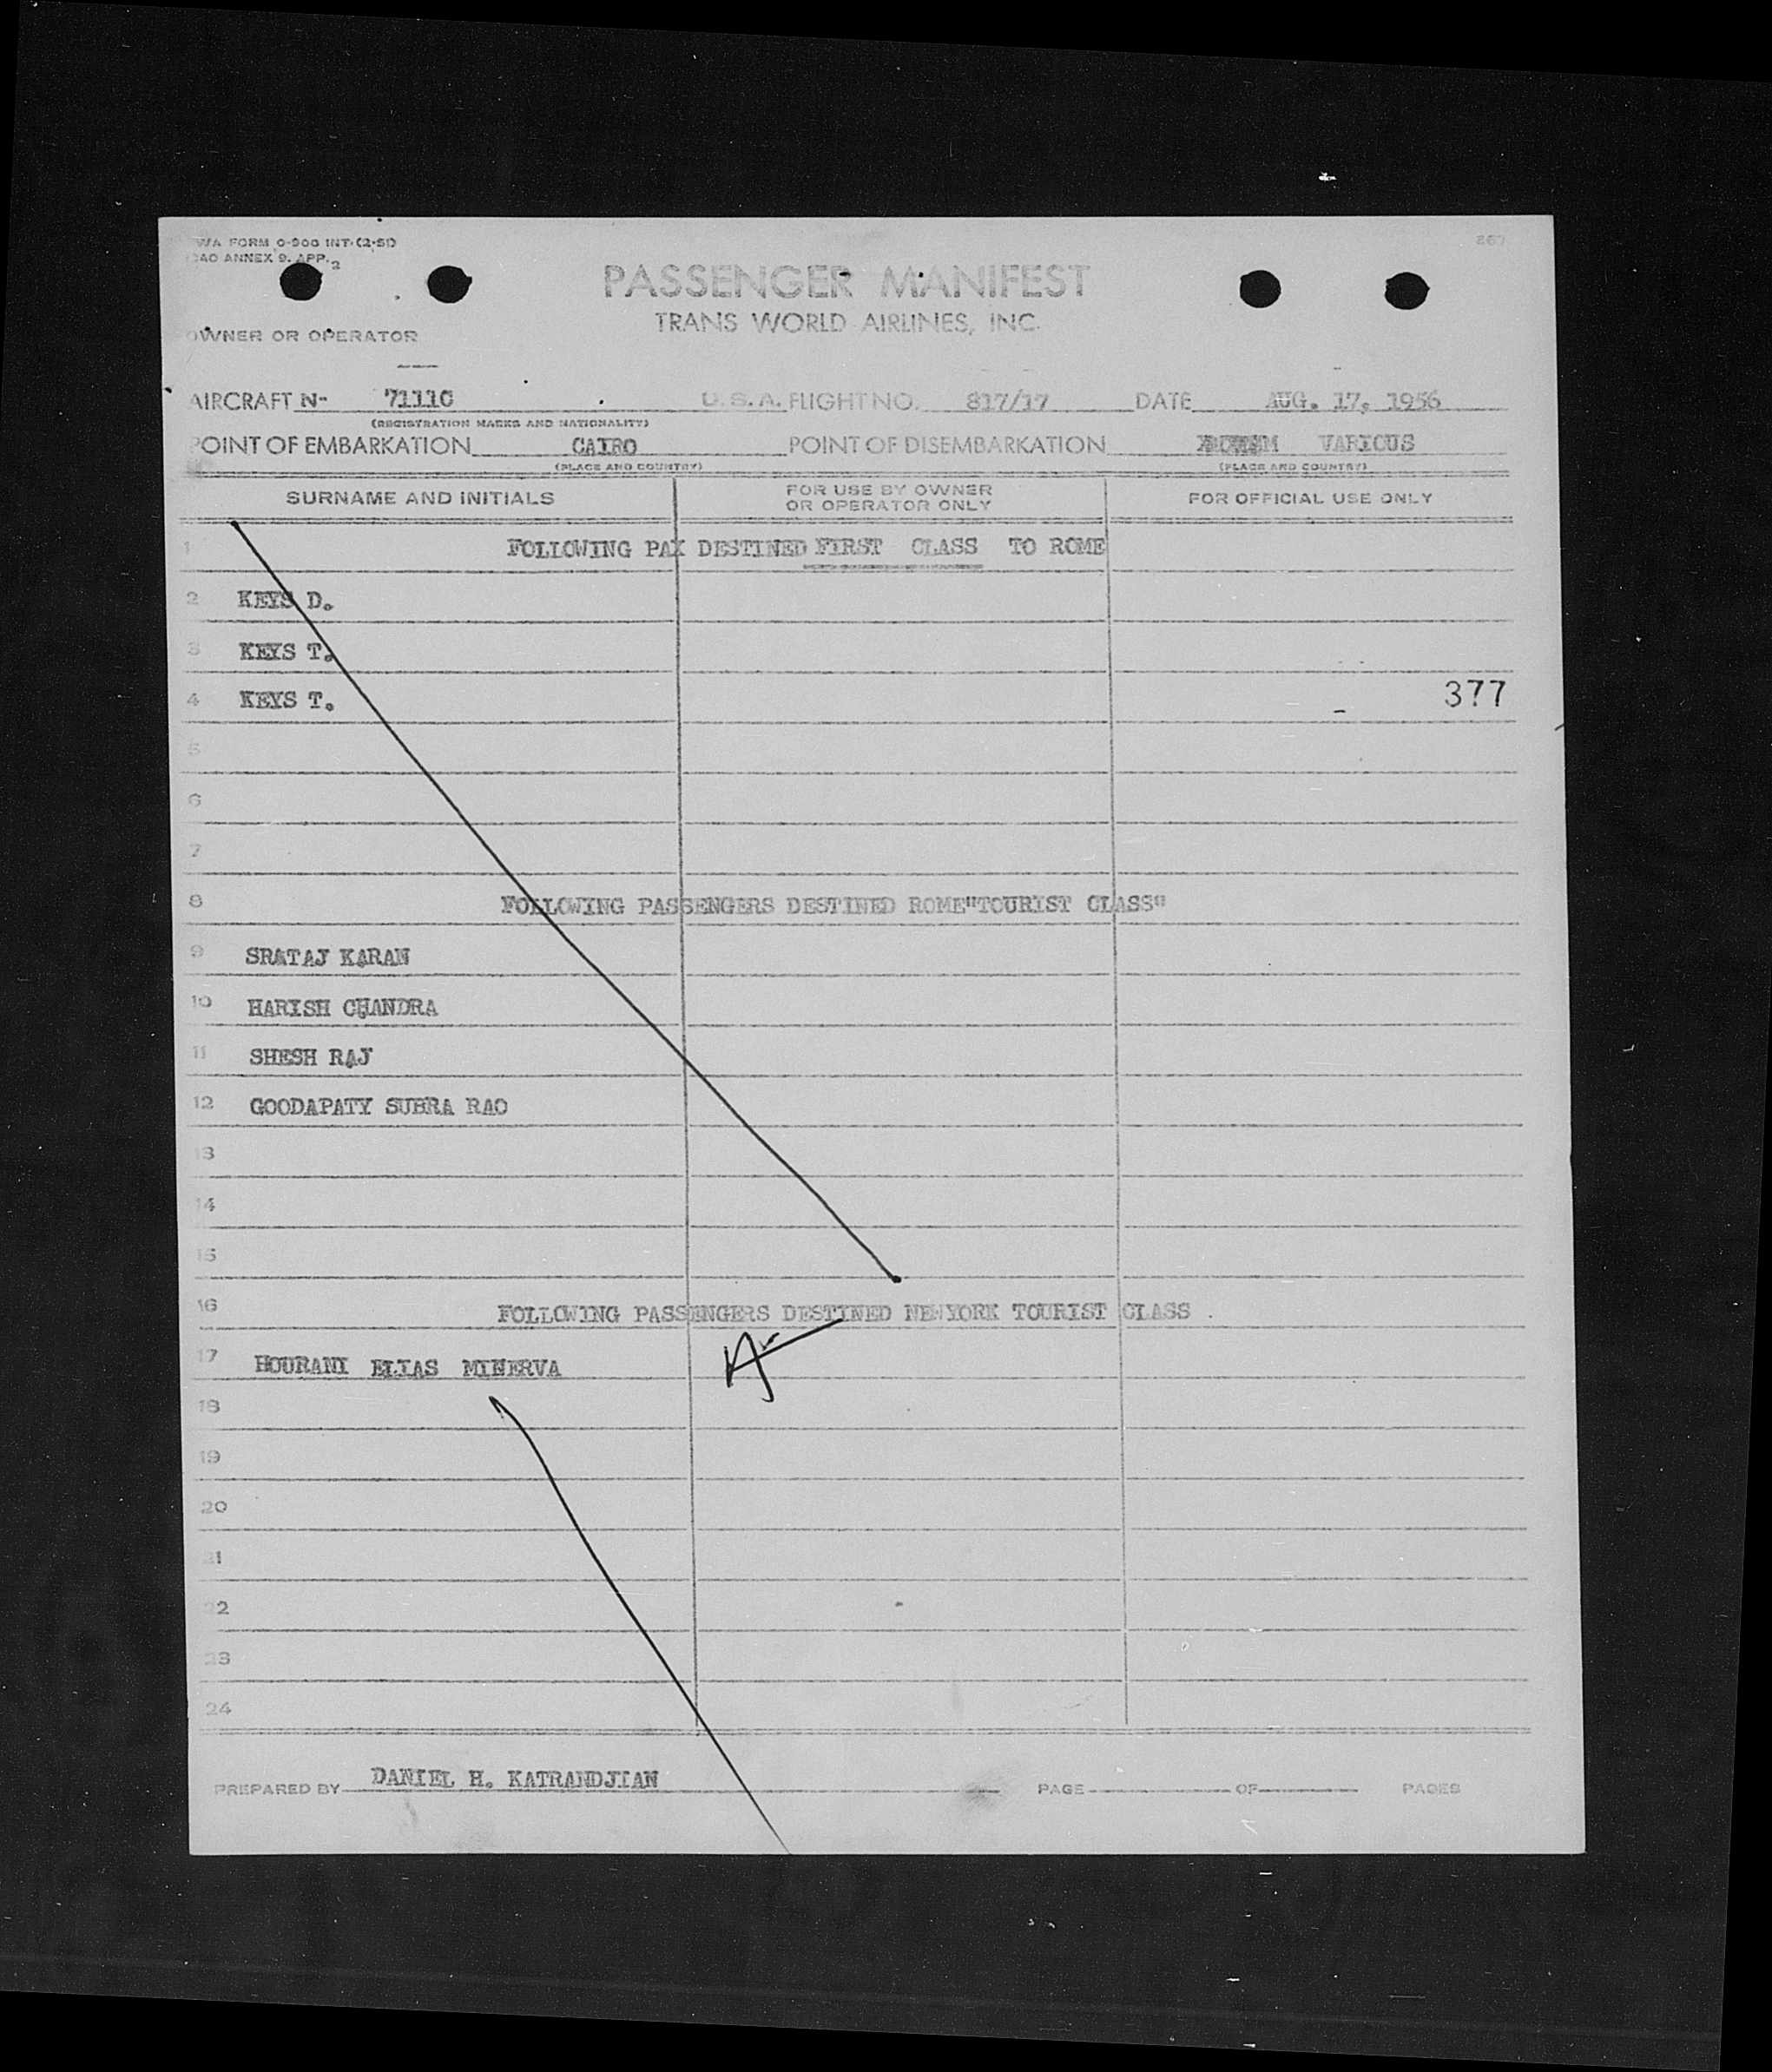 TWA FORM 0-900 INT. (2-51)
ICAO ANNEX 9. APP. 2
267
PASSENGER MANIFEST
TRANS WORLD AIRLINES, INC.
OWNER OR OPERATOR
AIRCRAFT N- 71110 U.S.A. FLIGHT NO. 817/17 DATE AUG. 17, 1956
(REGISTRATION MARKS AND NATIONALITY)
POINT OF EMBARKATION CAIRO POINT OF DISEMBARKATION VARIOUS
(PLACE AND COUNTRY) (PLACE AND COUNTRY)
SURNAME AND INITIALS FOR USE BY OWNER OR OPERATOR ONLY FOR OFFICIAL USE ONLY
1 FOLLOWING PAX DESTINED FIRST CLASS TO ROME
2 KEYS D.
3 KEYS T.
4 KEYS T. 377
5
6
7
8 FOLLOWING PASSENGERS DESTINED ROME"TOURIST CLASS"
9 SRATAJ KARAN
10 HARISH CHANDRA
11 SHESH RAJ
12 GOODAPATY SUBRA RAO
13
14
15
16 FOLLOWING PASSENGERS DESTINED NEWYORK TOURIST CLASS
17 HOURANI ELIAS MINERVA
18
19
20
21
22
23
24
PREPARED BY DANIEL H. KATRANDJIAN PAGE OF PAGES